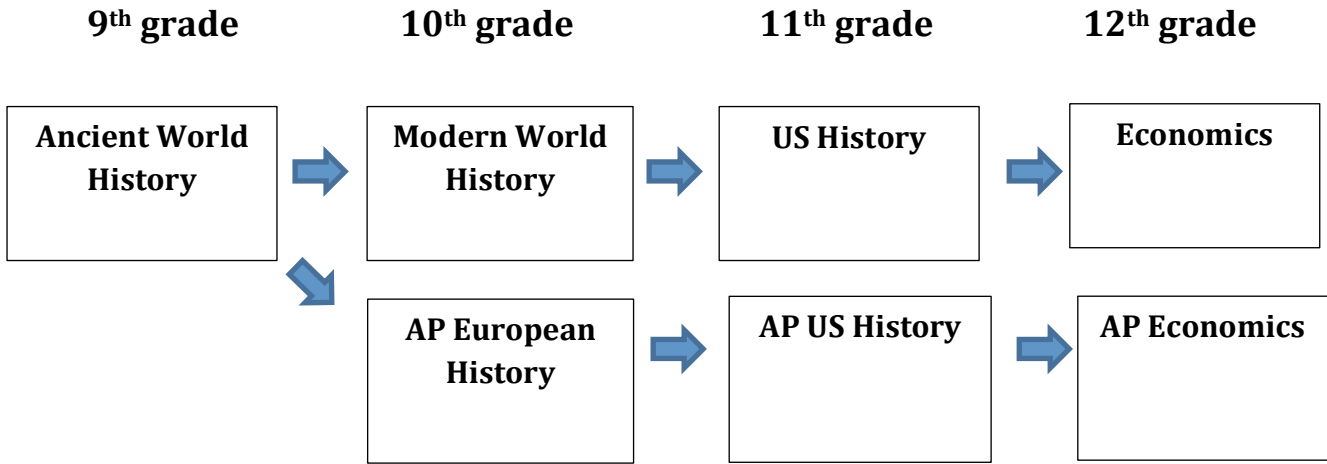 9th grade 10th grade 11th grade 12th grade
Ancient World
History
Modern World
History
US History
Economics
AP European
History
AP US History
AP Economics